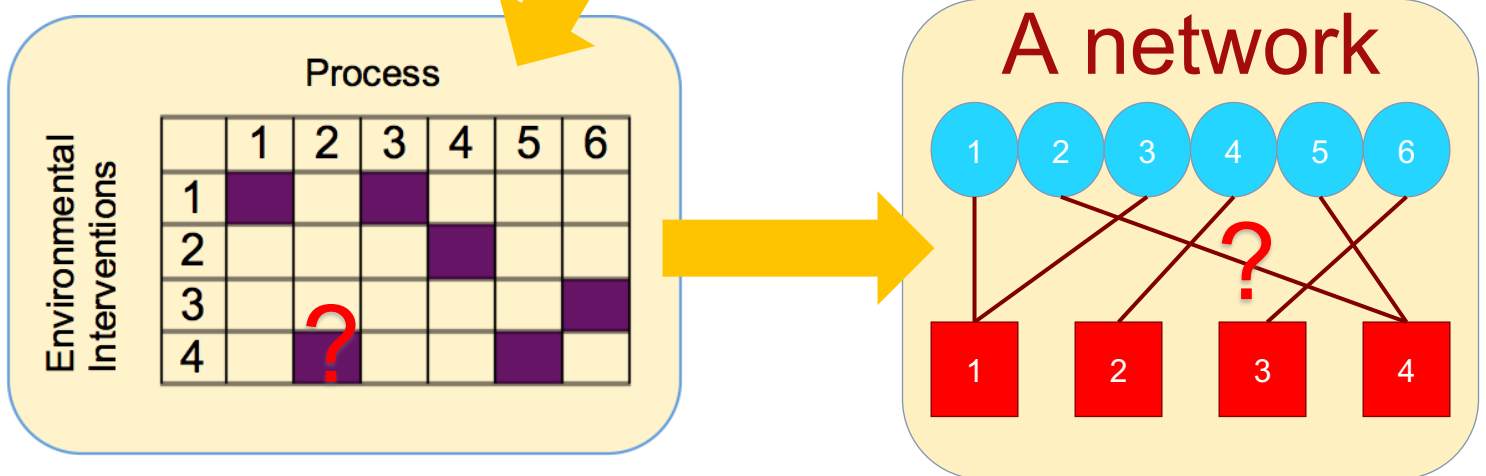 Process
Environmental
Interventions
1 2 3 4 5 6
1
2
3
4
?
A network
1 2 3 4 5 6
?
1 2 3 4